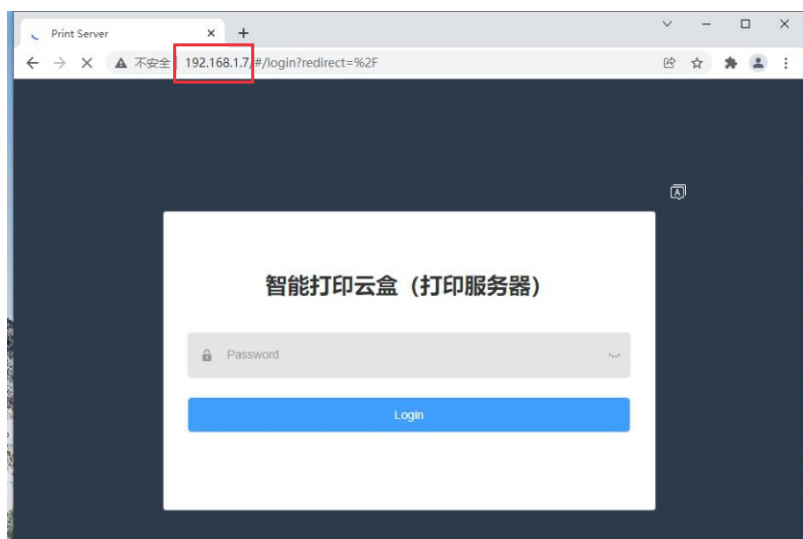 Print Server
不安全 192.168.1.7/#/login?redirect=%2F
A
智能打印云盒（打印服务器）
Password
Login